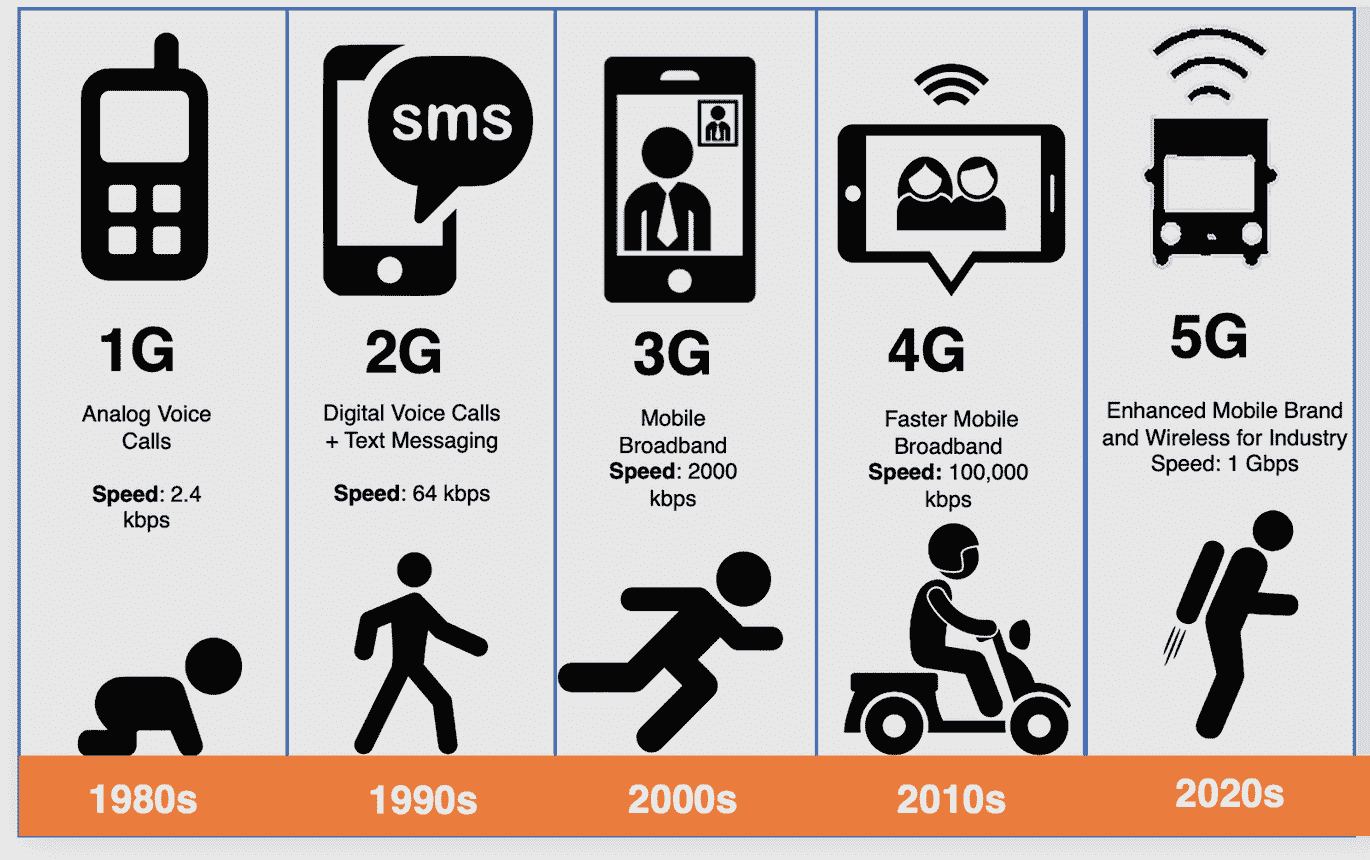 sms
1G
Analog Voice
Calls
Speed: 2.4
kbps
1980s
2G
Digital Voice Calls
+ Text Messaging
Speed: 64 kbps
1990s
3G
Mobile
Broadband
Speed: 2000
kbps
2000s
4G
Faster Mobile
Broadband
Speed: 100,000
kbps
2010s
5G
Enhanced Mobile Brand
and Wireless for Industry
Speed: 1 Gbps
2020s